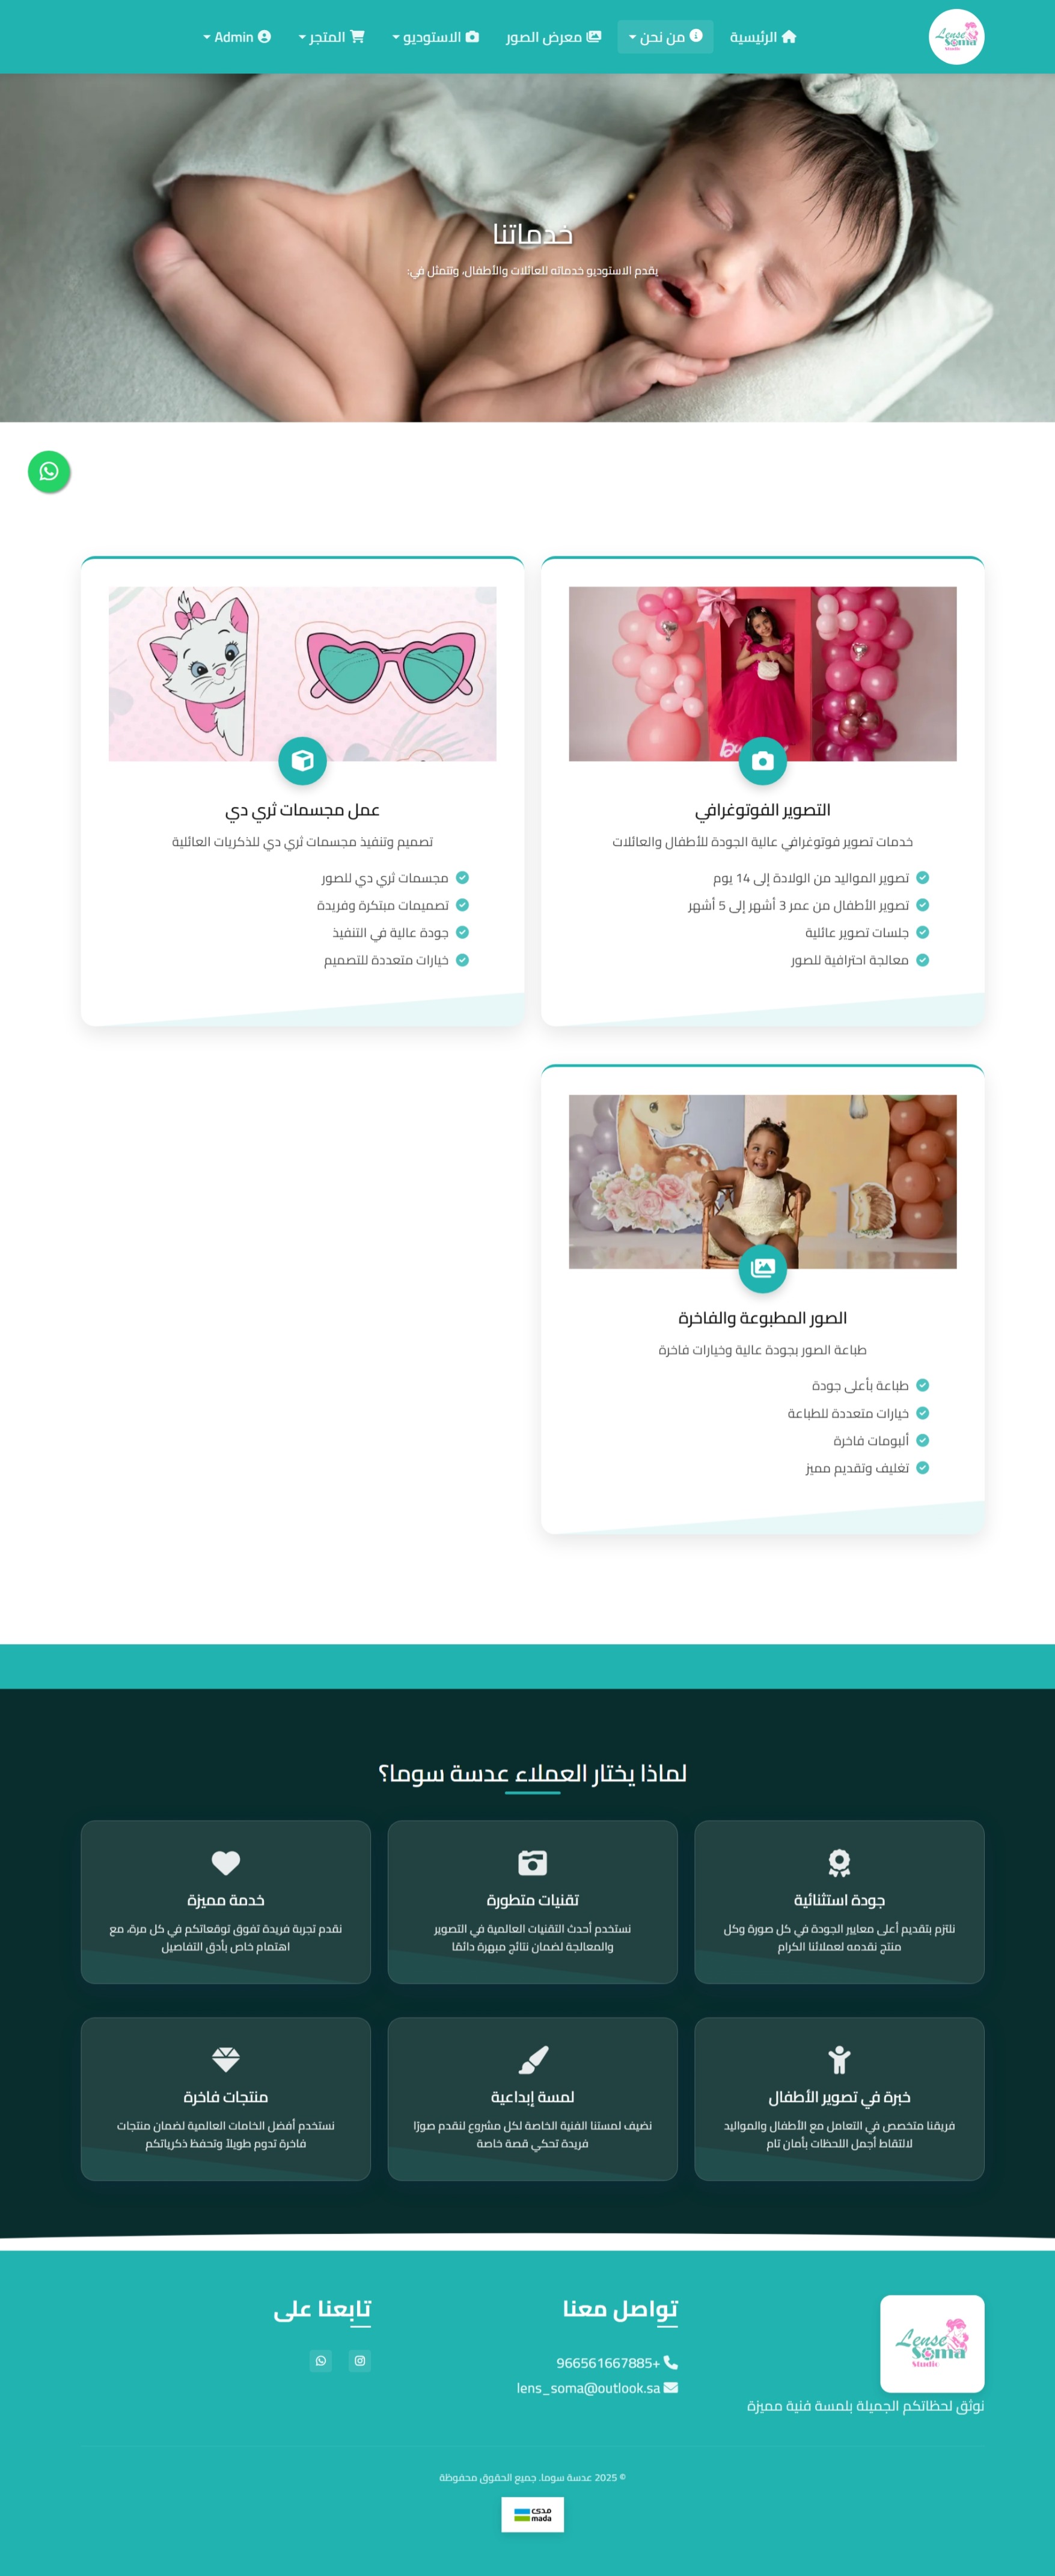 Lense
Soma
Studio
الرئيسية
من نحن
معرض الصور
الاستوديو
المتجر
Admin
خدماتنا
يقدم الاستوديو خدماته للعائلات والأطفال، وتتمثل في:
التصوير الفوتوغرافي
خدمات تصوير فوتوغرافي عالية الجودة للأطفال والعائلات
تصوير المواليد من الولادة إلى 14 يوم
تصوير الأطفال من عمر 3 أشهر إلى 5 أشهر
جلسات تصوير عائلية
معالجة احترافية للصور
عمل مجسمات ثري دي
تصميم وتنفيذ مجسمات ثري دي للذكريات العائلية
مجسمات ثري دي للصور
تصميمات مبتكرة وفريدة
جودة عالية في التنفيذ
خيارات متعددة للتصميم
الصور المطبوعة والفاخرة
طباعة الصور بجودة عالية وخيارات فاخرة
طباعة بأعلى جودة
خيارات متعددة للطباعة
ألبومات فاخرة
تغليف وتقديم مميز
لماذا يختار العملاء عدسة سوما؟
جودة استثنائية
نلتزم بتقديم أعلى معايير الجودة في كل صورة وكل
منتج نقدمه لعملائنا الكرام
تقنيات متطورة
نستخدم أحدث التقنيات العالمية في التصوير
والمعالجة لضمان نتائج مبهرة دائمًا
خدمة مميزة
نقدم تجربة فريدة تفوق توقعاتكم في كل مرة، مع
اهتمام خاص بأدق التفاصيل
خبرة في تصوير الأطفال
فريقنا متخصص في التعامل مع الأطفال والمواليد
لالتقاط أجمل اللحظات بأمان تام
لمسة إبداعية
نضيف لمستنا الفنية الخاصة لكل مشروع لنقدم صورًا
فريدة تحكي قصة خاصة
منتجات فاخرة
نستخدم أفضل الخامات العالمية لضمان منتجات
فاخرة تدوم طويلاً وتحفظ ذكرياتكم
Lense
Soma
Studio
نوثق لحظاتكم الجميلة بلمسة فنية مميزة
تواصل معنا
966561667885+
lens_soma@outlook.sa
تابعنا على
© 2025 عدسة سوما. جميع الحقوق محفوظة
مدى
mada